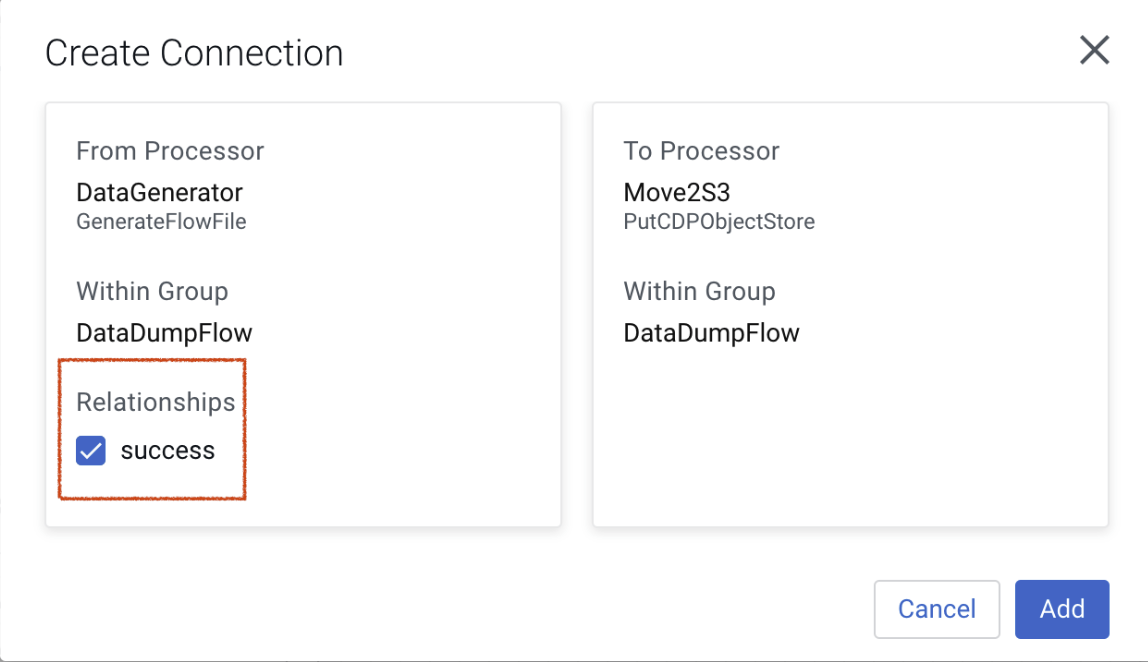 Create Connection
From Processor
DataGenerator
GenerateFlowFile
Within Group
DataDumpFlow
Relationships
success
To Processor
Move2S3
PutCDPObjectStore
Within Group
DataDumpFlow
Cancel
Add